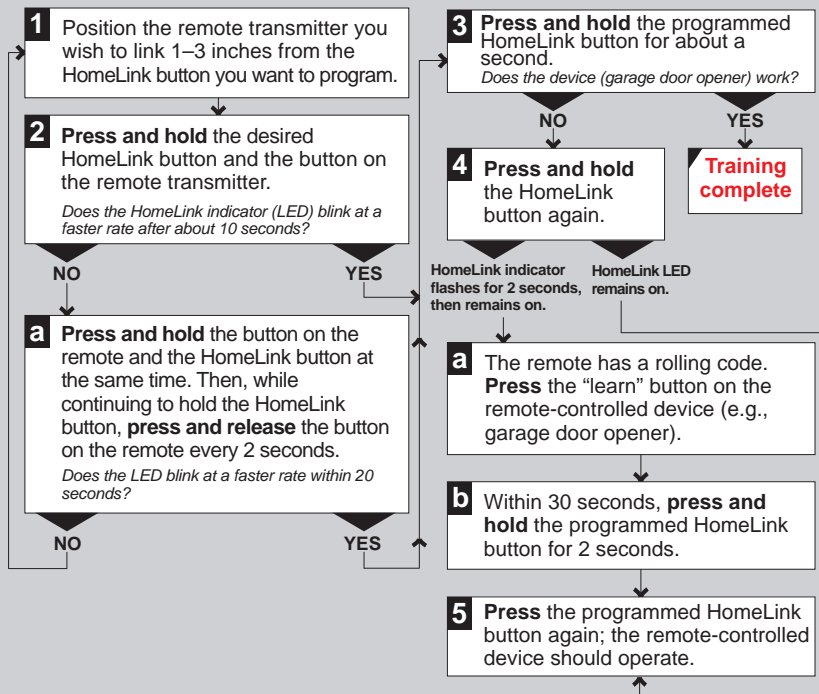 1
Position the remote transmitter you
wish to link 1–3 inches from the
HomeLink button you want to program.
2
Press and hold the desired
HomeLink button and the button on
the remote transmitter.
Does the HomeLink indicator (LED) blink at a
faster rate after about 10 seconds?
NO
YES
a
Press and hold the button on the
remote and the HomeLink button at
the same time. Then, while
continuing to hold the HomeLink
button, press and release the button
on the remote every 2 seconds.
Does the LED blink at a faster rate within 20
seconds?
NO
YES
3
Press and hold the programmed
HomeLink button for about a
second.
Does the device (garage door opener) work?
NO
YES
4
Press and hold
the HomeLink
button again.
Training
complete
HomeLink indicator
flashes for 2 seconds,
then remains on.
HomeLink LED
remains on.
a
The remote has a rolling code.
Press the “learn” button on the
remote-controlled device (e.g.,
garage door opener).
b
Within 30 seconds, press and
hold the programmed HomeLink
button for 2 seconds.
5
Press the programmed HomeLink
button again; the remote-controlled
device should operate.